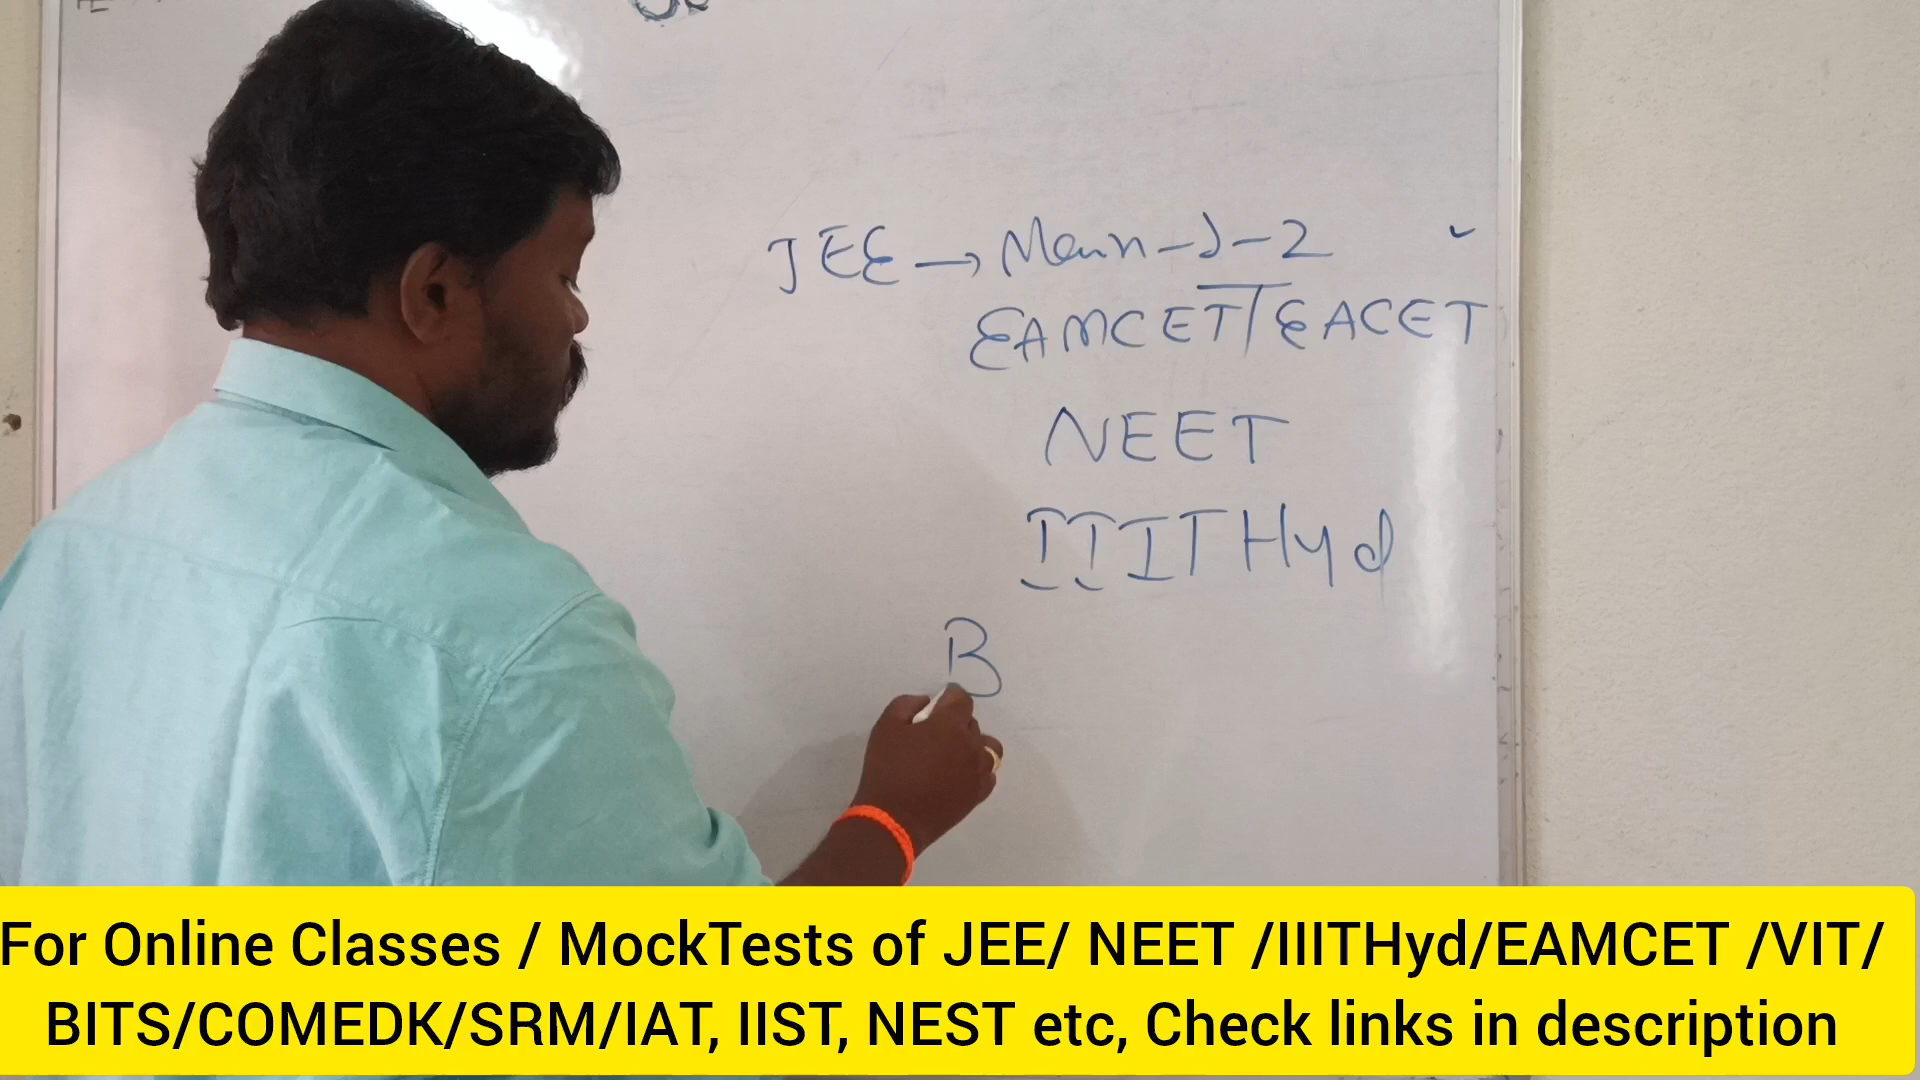 JEE → Main-1-2
EAMCET/EACET
NEET
IIITHyd
B
For Online Classes / MockTests of JEE/ NEET /IIITHyd/EAMCET /VIT/
BITS/COMEDK/SRM/IAT, IIST, NEST etc, Check links in description